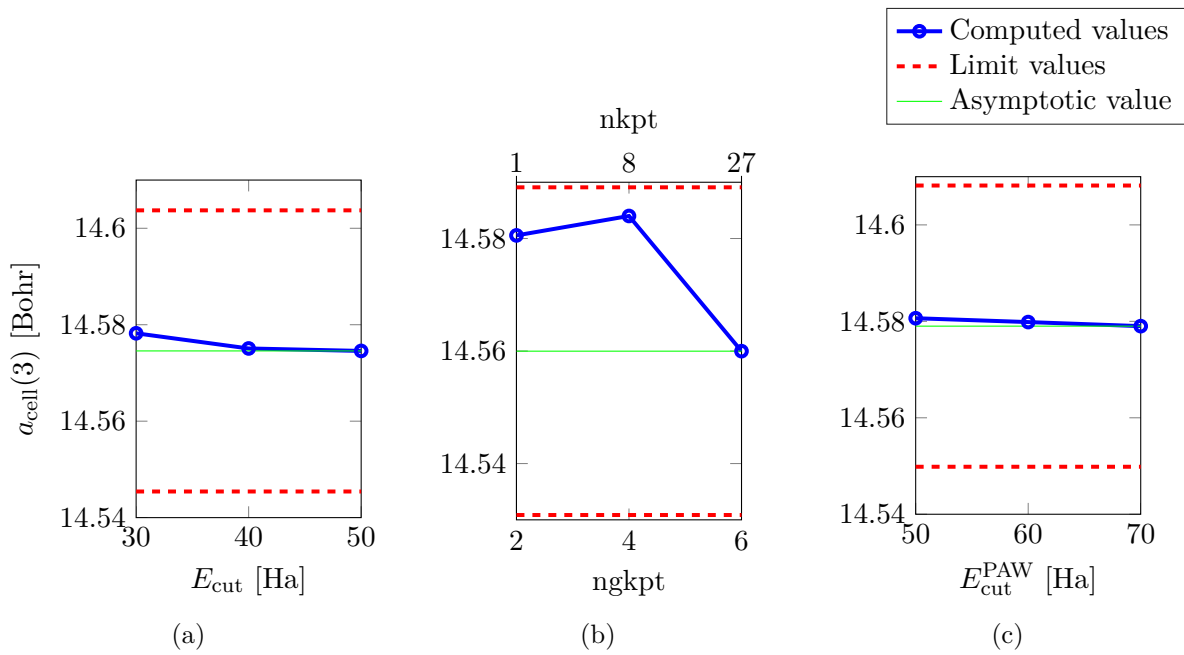 Computed values
Limit values
Asymptotic value
a_cell(3) [Bohr]
14.6
14.58
14.56
14.54
30 40 50
E_cut [Ha]
(a)
nkpt
1 8 27
14.58
14.56
14.54
2 4 6
ngkpt
(b)
14.6
14.58
14.56
14.54
50 60 70
E_cut^PAW [Ha]
(c)